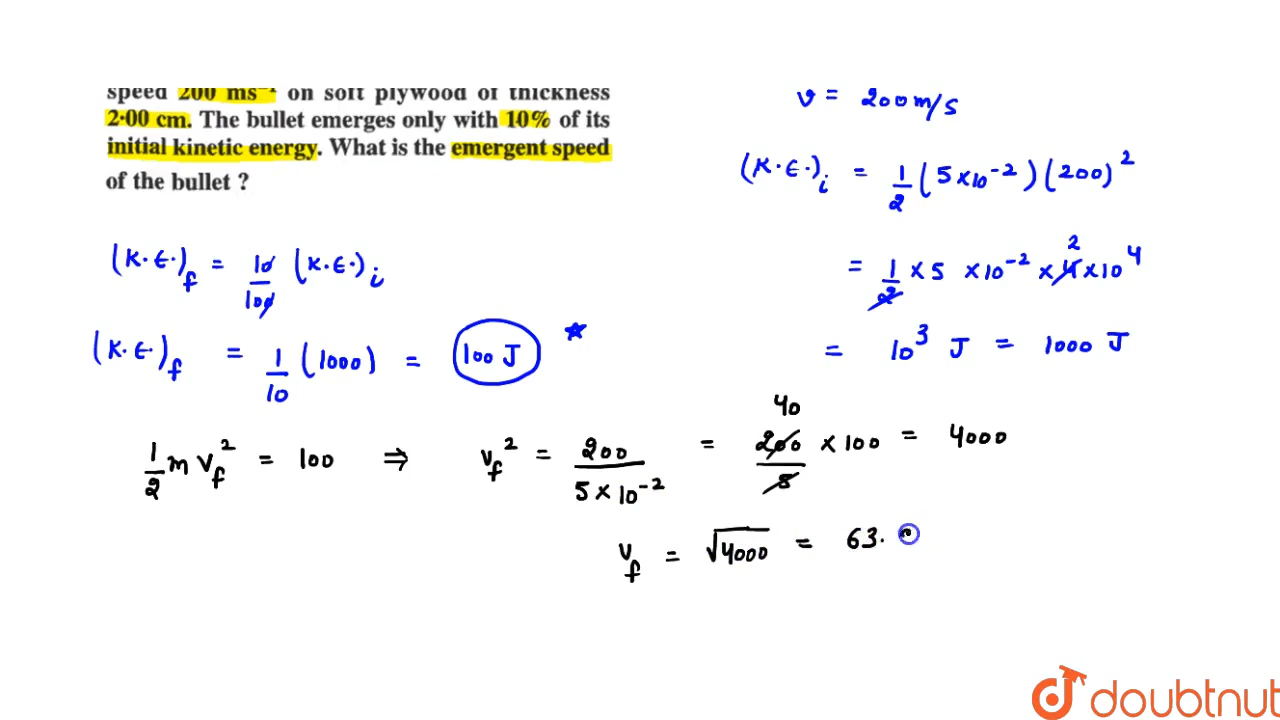 speed 200 ms⁻¹ on soft plywood of thickness
2·00 cm. The bullet emerges only with 10% of its
initial kinetic energy. What is the emergent speed
of the bullet ?
v = 200 m/s
(K·E·)i = 1/2 (5×10⁻²)(200)²
= 1/2 × 5 × 10⁻² × 4 2 × 10⁴
= 10³ J = 1000 J
(K·E·)f = 10/100 (K·E·)i
(K·E·)f = 1/10 (1000) = 100 J *
1/2 m vf² = 100 ⇒ vf² = 200/5×10⁻² = 40 200/5 × 100 = 4000
vf = √4000 = 63.
doubtnut